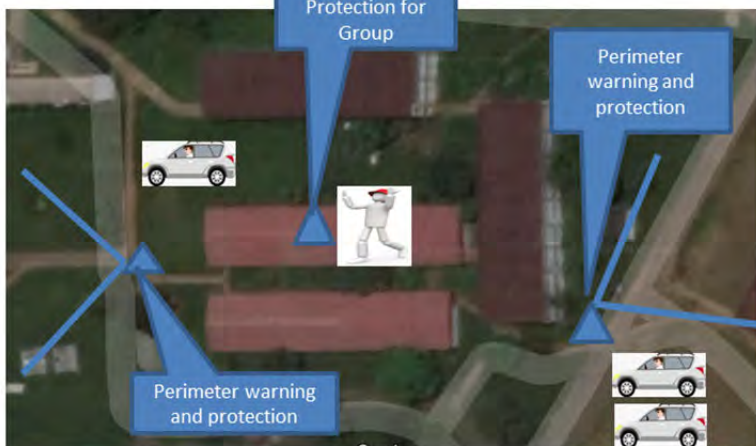 Protection for
Group
Perimeter
warning and
protection
Perimeter warning
and protection